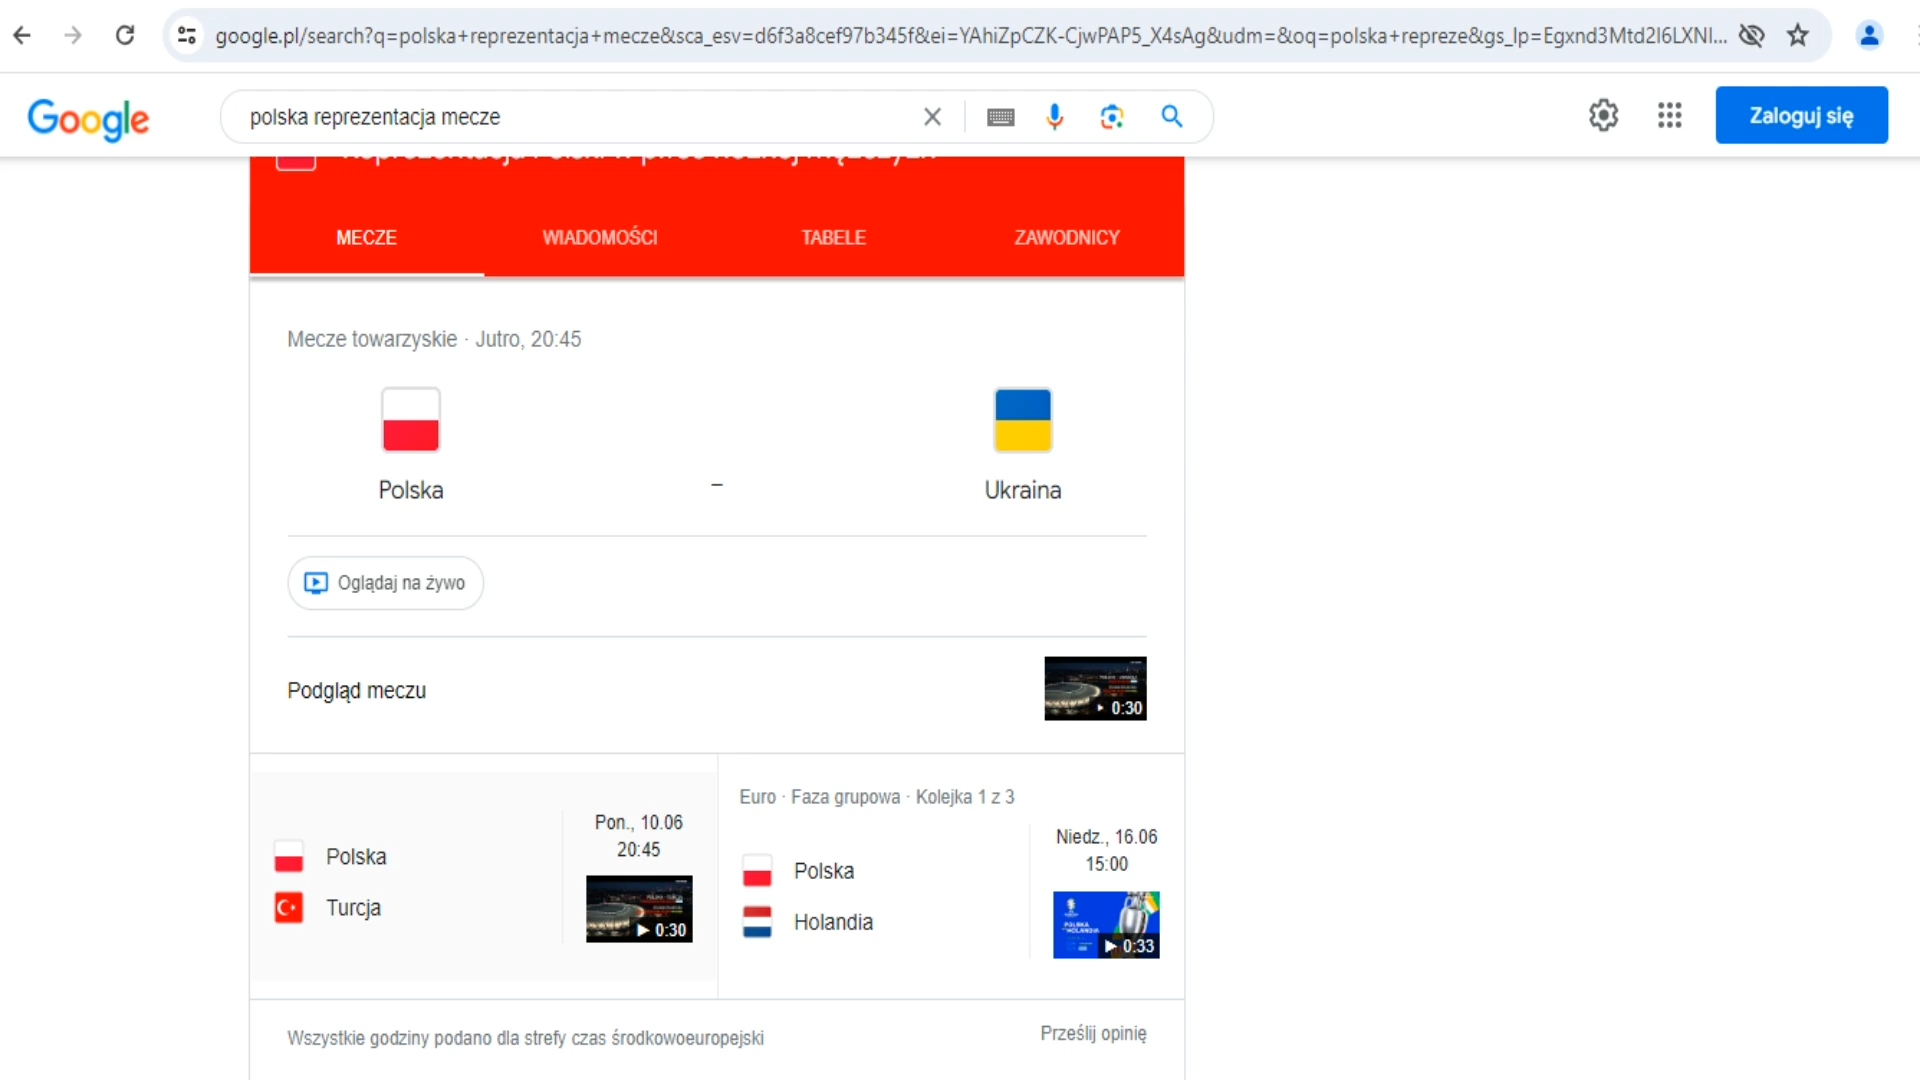 google.pl/search?q=polska+reprezentacja+mecze&sca_esv=d6f3a8cef97b345f&ei=YAhiZpCZK-CjwPAP5_X4sAg&udm=&oq=polska+repreze&gs_lp=Egxnd3Mtd2l6LXNl...
Google
polska reprezentacja mecze
Zaloguj się
MECZE
WIADOMOŚCI
TABELE
ZAWODNICY
Mecze towarzyskie · Jutro, 20:45
Polska
–
Ukraina
Oglądaj na żywo
Podgląd meczu
0:30
Polska
Turcja
Pon., 10.06
20:45
0:30
Euro · Faza grupowa · Kolejka 1 z 3
Polska
Holandia
Niedz., 16.06
15:00
0:33
Wszystkie godziny podano dla strefy czas środkowoeuropejski
Prześlij opinię